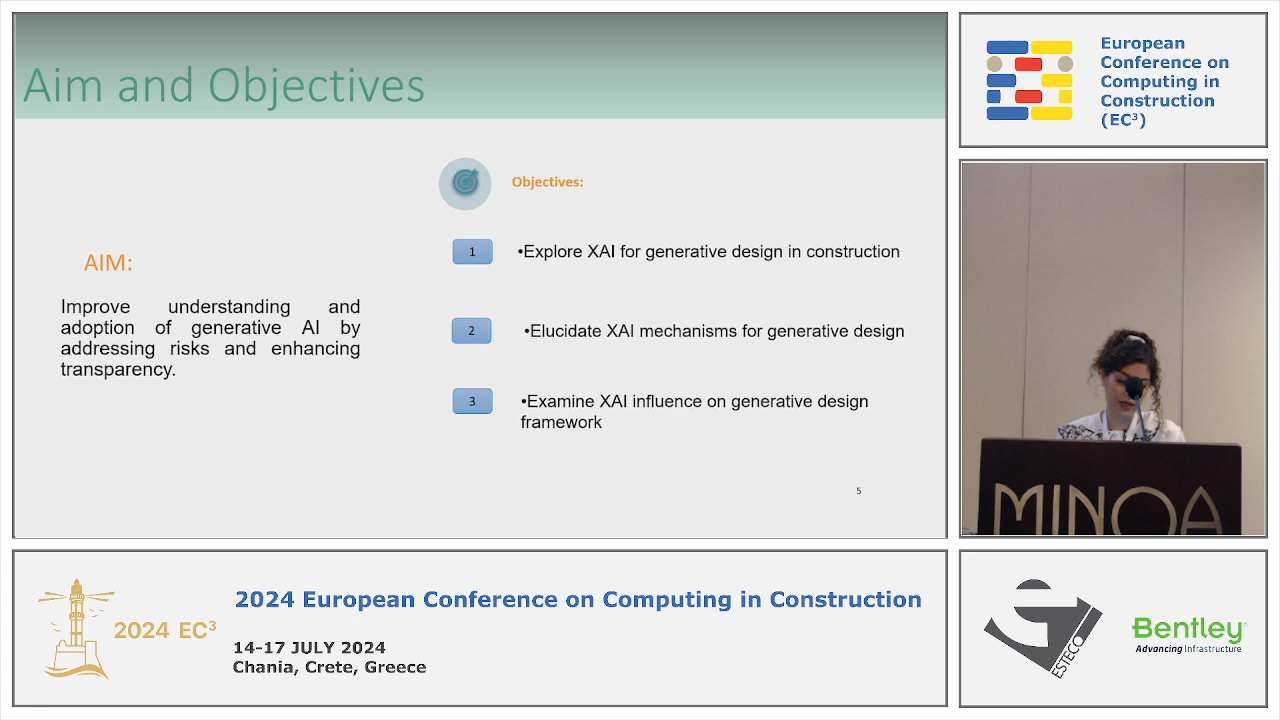 Aim and Objectives
AIM:
Improve understanding and
adoption of generative AI by
addressing risks and enhancing
transparency.
Objectives:
1
•Explore XAI for generative design in construction
2
•Elucidate XAI mechanisms for generative design
3
•Examine XAI influence on generative design
framework
5
European
Conference on
Computing in
Construction
(EC³)
MINOA
2024 EC³
2024 European Conference on Computing in Construction
14-17 JULY 2024
Chania, Crete, Greece
ESTECO
Bentley
Advancing Infrastructure